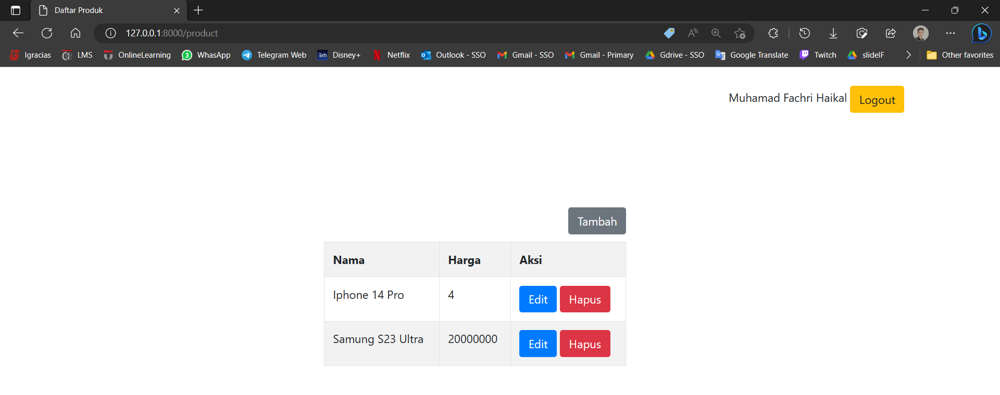 Daftar Produk
127.0.0.1:8000/product
Igracias LMS OnlineLearning WhasApp Telegram Web Disney+ Netflix Outlook - SSO Gmail - SSO Gmail - Primary Gdrive - SSO Google Translate Twitch slideIF Other favorites
Muhamad Fachri Haikal Logout
Tambah
Nama Harga Aksi
Iphone 14 Pro 4 Edit Hapus
Samung S23 Ultra 20000000 Edit Hapus